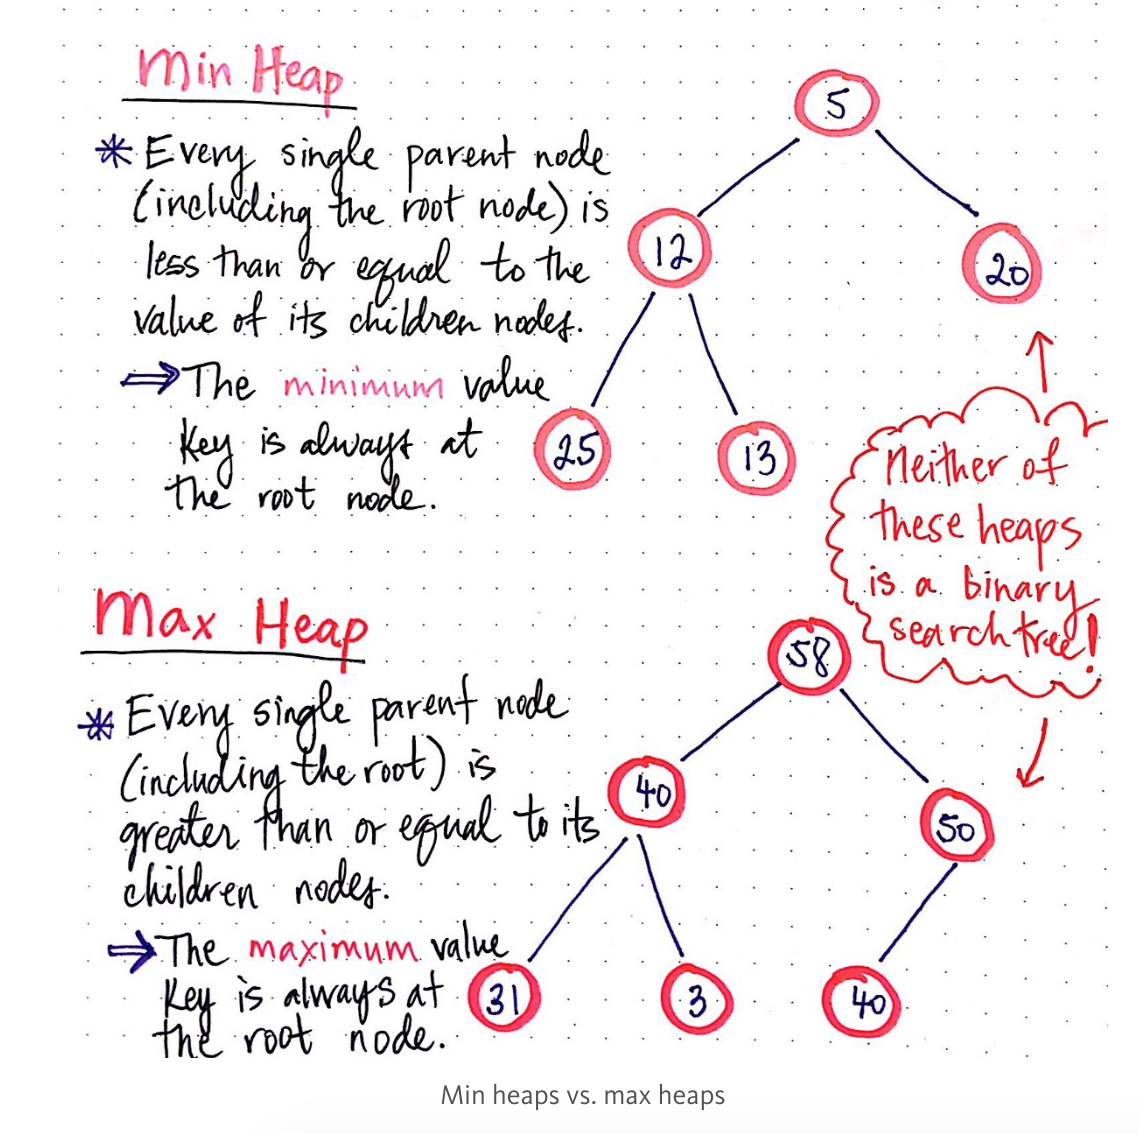 Min Heap
* Every single parent node
(including the root node) is
less than or equal to the
value of its children nodes.
⇒ The minimum value
key is always at
the root node.
5
12
20
25
13
Neither of
these heaps
is a binary
search tree!
Max Heap
* Every single parent node
(including the root) is
greater than or equal to its
children nodes.
⇒ The maximum value
key is always at
the root node.
58
40
50
31
3
40
Min heaps vs. max heaps